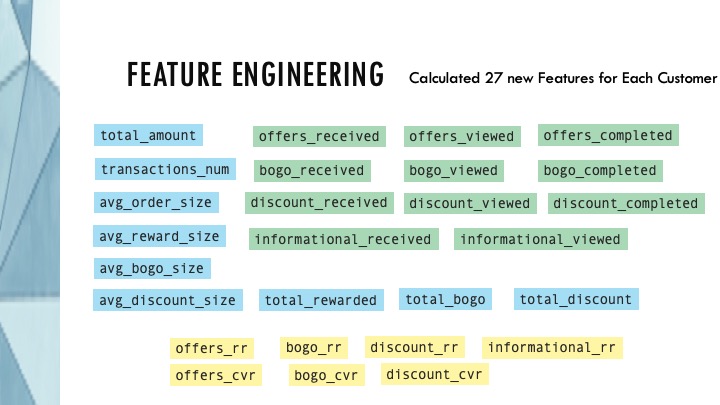 FEATURE ENGINEERING Calculated 27 new Features for Each Customer
total_amount offers_received offers_viewed offers_completed
transactions_num bogo_received bogo_viewed bogo_completed
avg_order_size discount_received discount_viewed discount_completed
avg_reward_size informational_received informational_viewed
avg_bogo_size
avg_discount_size total_rewarded total_bogo total_discount
offers_rr bogo_rr discount_rr informational_rr
offers_cvr bogo_cvr discount_cvr